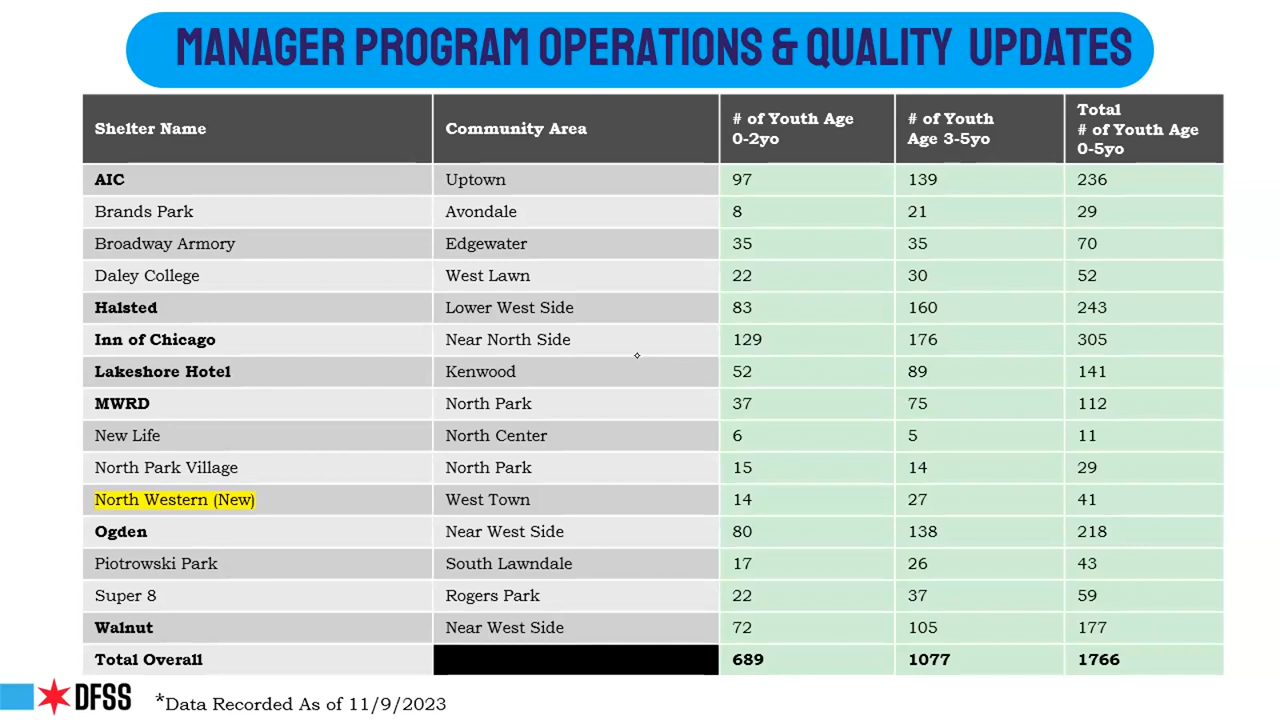 MANAGER PROGRAM OPERATIONS & QUALITY UPDATES
Shelter Name Community Area # of Youth Age 0-2yo # of Youth Age 3-5yo Total # of Youth Age 0-5yo
AIC Uptown 97 139 236
Brands Park Avondale 8 21 29
Broadway Armory Edgewater 35 35 70
Daley College West Lawn 22 30 52
Halsted Lower West Side 83 160 243
Inn of Chicago Near North Side 129 176 305
Lakeshore Hotel Kenwood 52 89 141
MWRD North Park 37 75 112
New Life North Center 6 5 11
North Park Village North Park 15 14 29
North Western (New) West Town 14 27 41
Ogden Near West Side 80 138 218
Piotrowski Park South Lawndale 17 26 43
Super 8 Rogers Park 22 37 59
Walnut Near West Side 72 105 177
Total Overall 689 1077 1766
DFSS *Data Recorded As of 11/9/2023